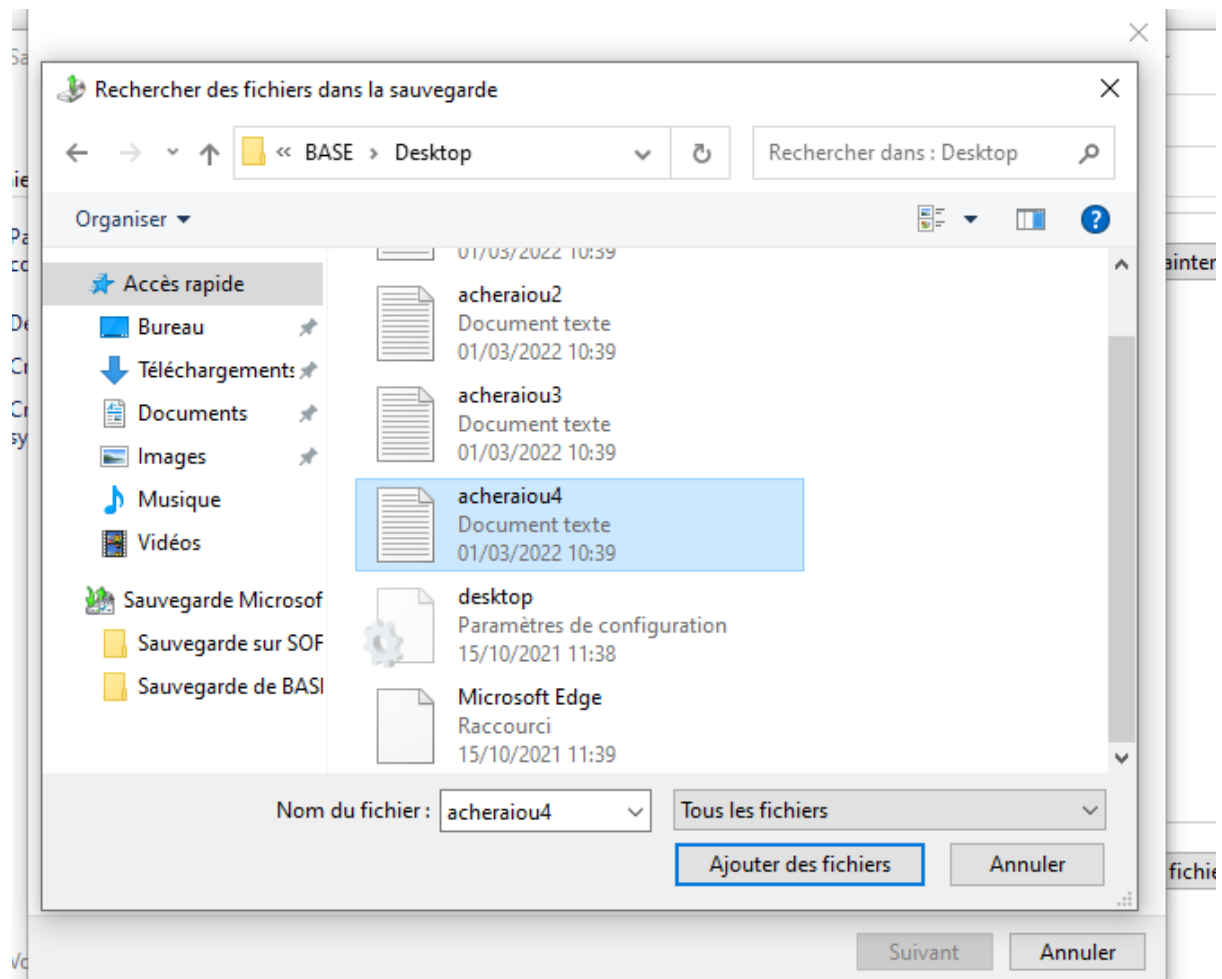 Sa
Rechercher des fichiers dans la sauvegarde
« BASE > Desktop
Rechercher dans : Desktop
Organiser
?
Accès rapide
Bureau
Téléchargements
Documents
Images
Musique
Vidéos
Sauvegarde Microsof
Sauvegarde sur SOF
Sauvegarde de BASI
01/03/2022 10:39
acheraiou2
Document texte
01/03/2022 10:39
acheraiou3
Document texte
01/03/2022 10:39
acheraiou4
Document texte
01/03/2022 10:39
desktop
Paramètres de configuration
15/10/2021 11:38
Microsoft Edge
Raccourci
15/10/2021 11:39
Nom du fichier : acheraiou4
Tous les fichiers
Ajouter des fichiers
Annuler
ainter
fichie
Suivant
Annuler